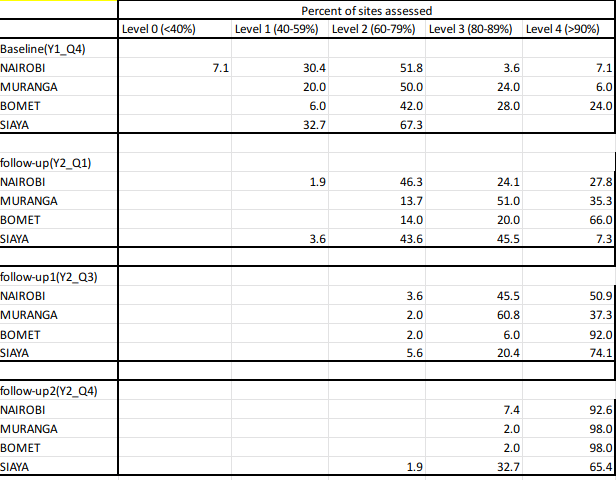 Percent of sites assessed
Level 0 (<40%) Level 1 (40-59%) Level 2 (60-79%) Level 3 (80-89%) Level 4 (>90%)
Baseline(Y1_Q4)
NAIROBI 7.1 30.4 51.8 3.6 7.1
MURANGA 20.0 50.0 24.0 6.0
BOMET 6.0 42.0 28.0 24.0
SIAYA 32.7 67.3
follow-up(Y2_Q1)
NAIROBI 1.9 46.3 24.1 27.8
MURANGA 13.7 51.0 35.3
BOMET 14.0 20.0 66.0
SIAYA 3.6 43.6 45.5 7.3
follow-up1(Y2_Q3)
NAIROBI 3.6 45.5 50.9
MURANGA 2.0 60.8 37.3
BOMET 2.0 6.0 92.0
SIAYA 5.6 20.4 74.1
follow-up2(Y2_Q4)
NAIROBI 7.4 92.6
MURANGA 2.0 98.0
BOMET 2.0 98.0
SIAYA 1.9 32.7 65.4